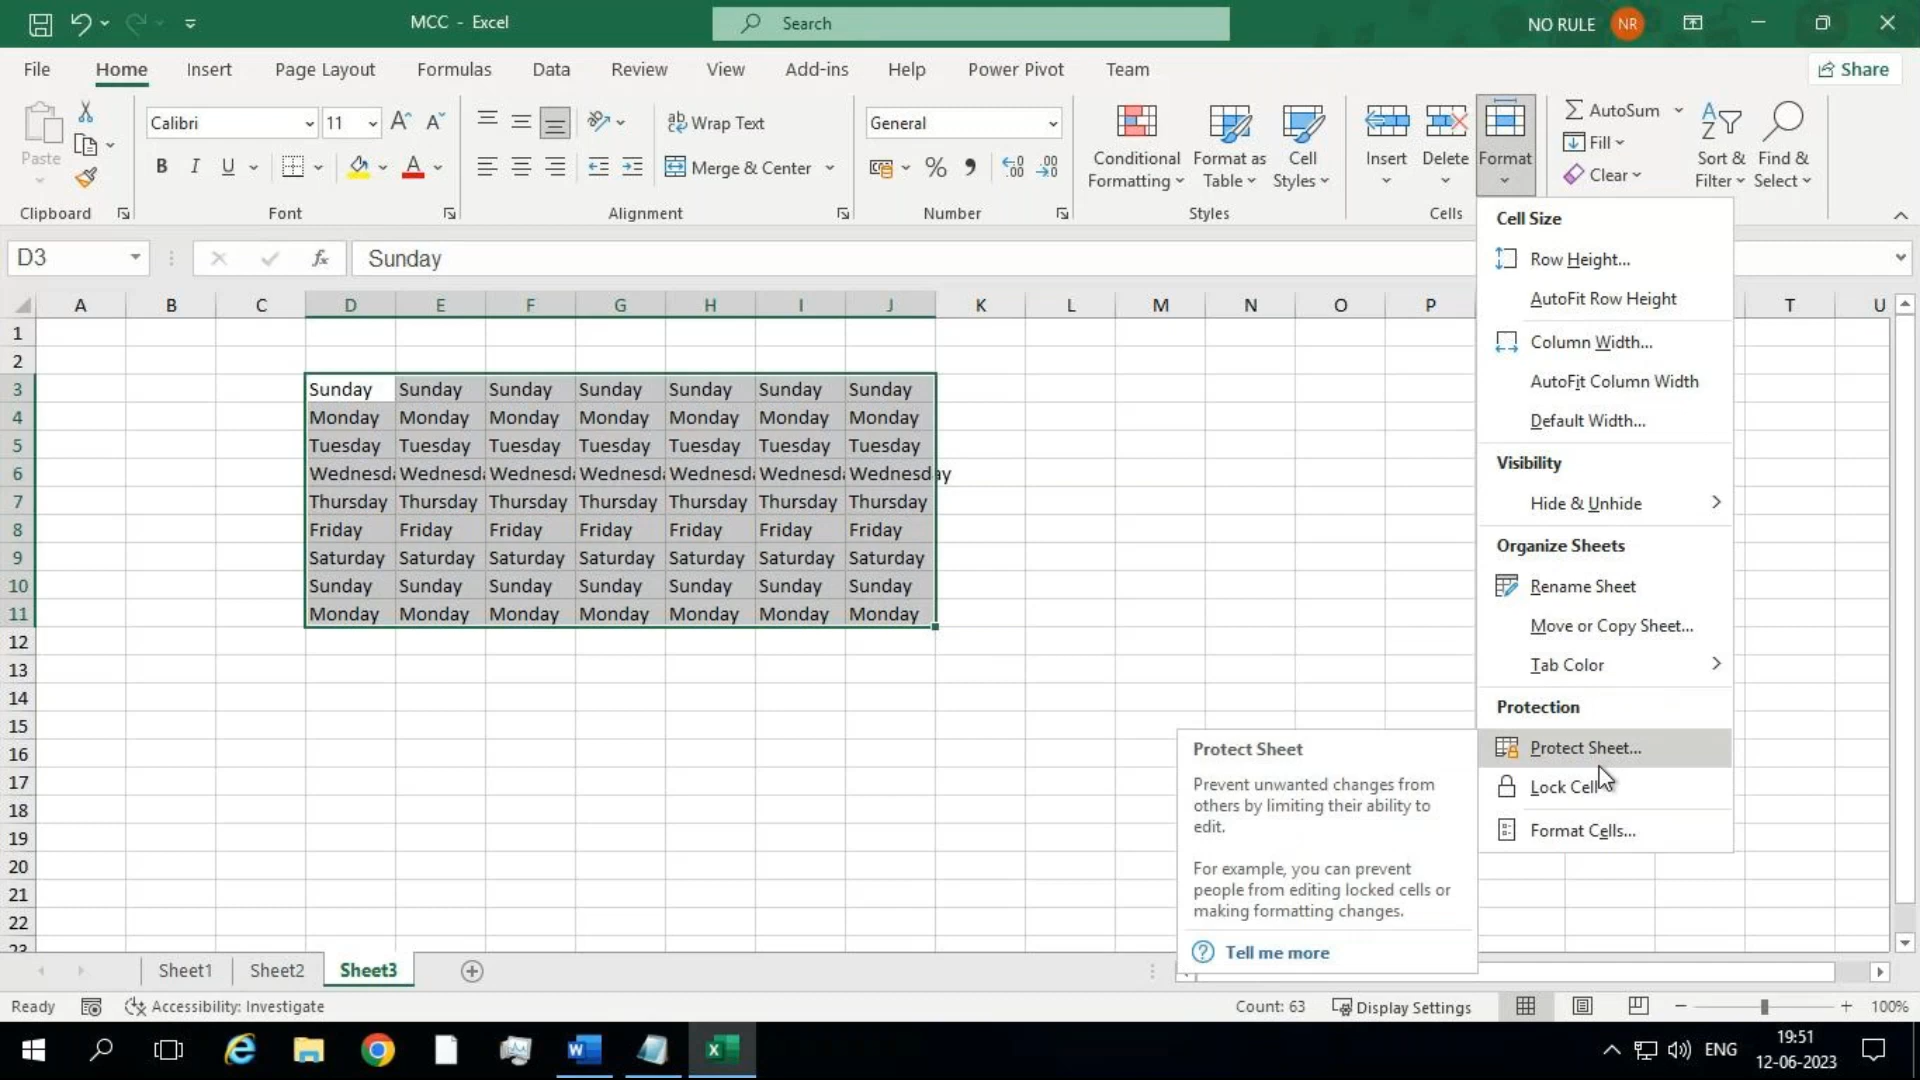 MCC - Excel
Search
NO RULE
NR
File Home Insert Page Layout Formulas Data Review View Add-ins Help Power Pivot Team
Share
Paste
Calibri
11
B I U
Wrap Text
Merge & Center
General
Conditional Formatting
Format as Table
Cell Styles
Insert
Delete
Format
AutoSum
Fill
Clear
Sort & Filter
Find & Select
Clipboard Font Alignment Number Styles Cells
D3
fx
Sunday
A B C D E F G H I J K L M N O P T U
1
2
3 Sunday Sunday Sunday Sunday Sunday Sunday Sunday
4 Monday Monday Monday Monday Monday Monday Monday
5 Tuesday Tuesday Tuesday Tuesday Tuesday Tuesday Tuesday
6 Wednesda Wednesda Wednesda Wednesda Wednesda Wednesda Wednesday
7 Thursday Thursday Thursday Thursday Thursday Thursday Thursday
8 Friday Friday Friday Friday Friday Friday Friday
9 Saturday Saturday Saturday Saturday Saturday Saturday Saturday
10 Sunday Sunday Sunday Sunday Sunday Sunday Sunday
11 Monday Monday Monday Monday Monday Monday Monday
12
13
14
15
16
17
18
19
20
21
22
23
Cell Size
Row Height...
AutoFit Row Height
Column Width...
AutoFit Column Width
Default Width...
Visibility
Hide & Unhide
Organize Sheets
Rename Sheet
Move or Copy Sheet...
Tab Color
Protection
Protect Sheet...
Lock Cell
Format Cells...
Protect Sheet
Prevent unwanted changes from
others by limiting their ability to
edit.
For example, you can prevent
people from editing locked cells or
making formatting changes.
Tell me more
Sheet1 Sheet2 Sheet3
Ready
Accessibility: Investigate
Count: 63
Display Settings
100%
ENG
19:51
12-06-2023